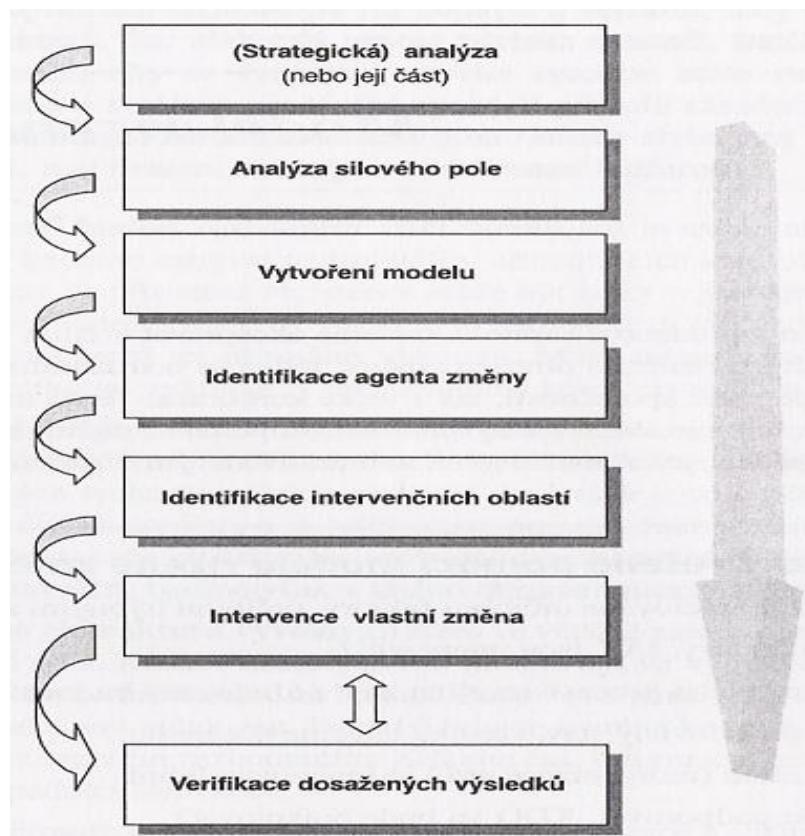 (Strategická) analýza
(nebo její část)
Analýza silového pole
Vytvoření modelu
Identifikace agenta změny
Identifikace intervenčních oblastí
Intervence vlastní změna
Verifikace dosažených výsledků